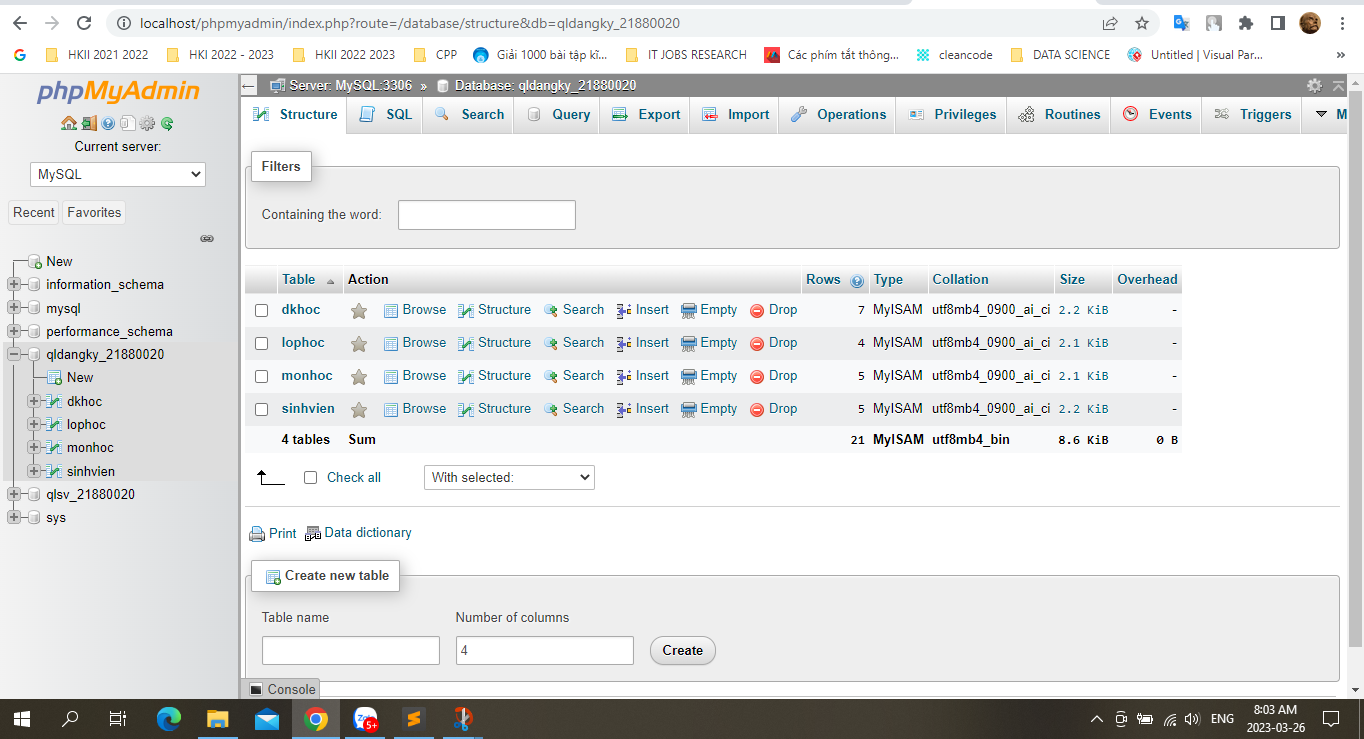 localhost/phpmyadmin/index.php?route=/database/structure&db=qldangky_21880020
HKII 2021 2022 HKI 2022 - 2023 HKII 2022 2023 CPP Giải 1000 bài tập kĩ... IT JOBS RESEARCH Các phím tắt thông... cleancode DATA SCIENCE Untitled | Visual Par... »
phpMyAdmin
Current server:
MySQL
Recent Favorites
New
information_schema
mysql
performance_schema
qldangky_21880020
New
dkhoc
lophoc
monhoc
sinhvien
qlsv_21880020
sys
Server: MySQL:3306 » Database: qldangky_21880020
Structure SQL Search Query Export Import Operations Privileges Routines Events Triggers M
Filters
Containing the word:
Table Action Rows Type Collation Size Overhead
dkhoc Browse Structure Search Insert Empty Drop 7 MyISAM utf8mb4_0900_ai_ci 2.2 KiB -
lophoc Browse Structure Search Insert Empty Drop 4 MyISAM utf8mb4_0900_ai_ci 2.1 KiB -
monhoc Browse Structure Search Insert Empty Drop 5 MyISAM utf8mb4_0900_ai_ci 2.1 KiB -
sinhvien Browse Structure Search Insert Empty Drop 5 MyISAM utf8mb4_0900_ai_ci 2.2 KiB -
4 tables Sum 21 MyISAM utf8mb4_bin 8.6 KiB 0 B
Check all With selected:
Print Data dictionary
Create new table
Table name Number of columns
4 Create
Console
5+
ENG
8:03 AM
2023-03-26